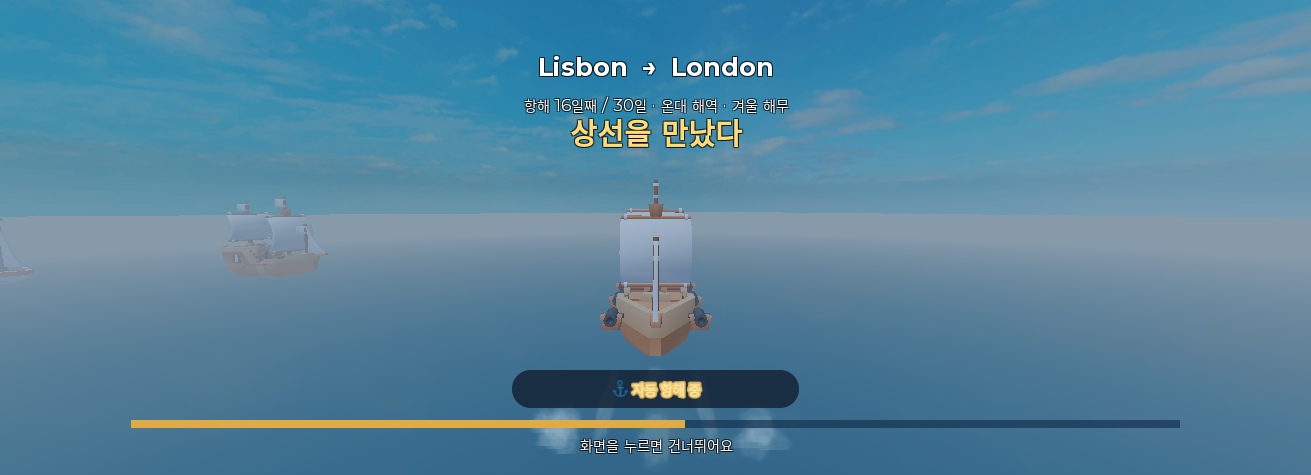 Lisbon → London
항해 16일째 / 30일 · 온대 해역 · 겨울 해무
상선을 만났다
⚓ 자동 항해 중
화면을 누르면 건너뛰어요